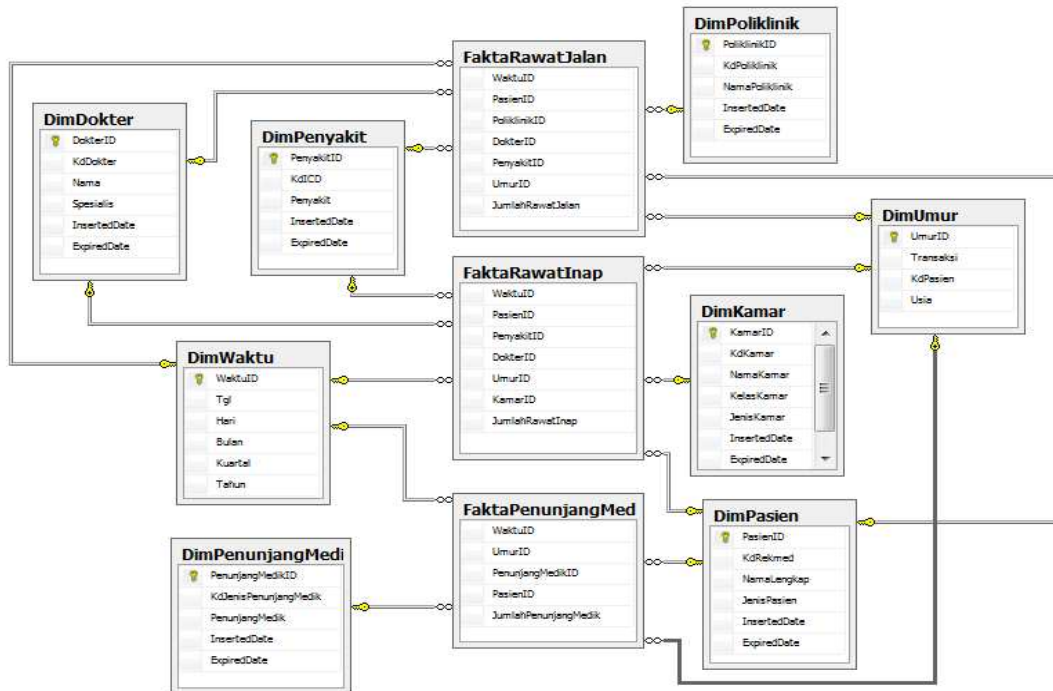 DimPoliklinik
PoliklinikID
KdPoliklinik
NamaPoliklinik
InsertedDate
ExpiredDate
FaktaRawatJalan
WaktuID
PasienID
PoliklinikID
DokterID
PenyakitID
UmurID
JumlahRawatJalan
DimDokter
DokterID
KdDokter
Nama
Spesialis
InsertedDate
ExpiredDate
DimPenyakit
PenyakitID
KdICD
Penyakit
InsertedDate
ExpiredDate
DimUmur
UmurID
Transaksi
KdPasien
Usia
FaktaRawatInap
WaktuID
PasienID
PenyakitID
DokterID
UmurID
KamarID
JumlahRawatInap
DimKamar
KamarID
KdKamar
NamaKamar
KelasKamar
JenisKamar
InsertedDate
ExpiredDate
DimWaktu
WaktuID
Tgl
Hari
Bulan
Kuartal
Tahun
FaktaPenunjangMed
WaktuID
UmurID
PenunjangMedikID
PasienID
JumlahPenunjangMedik
DimPasien
PasienID
KdRekmed
NamaLengkap
JenisPasien
InsertedDate
ExpiredDate
DimPenunjangMedi
PenunjangMedikID
KdJenisPenunjangMedik
PenunjangMedik
InsertedDate
ExpiredDate